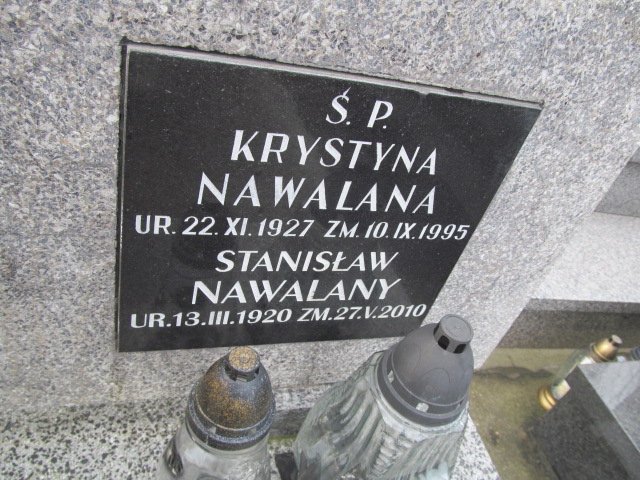 Ś. P.
KRYSTYNA
NAWALANA
UR. 22. XI. 1927 ZM. 10. IX. 1995
STANISŁAW
NAWALANY
UR. 13. III. 1920 ZM. 27. V. 2010